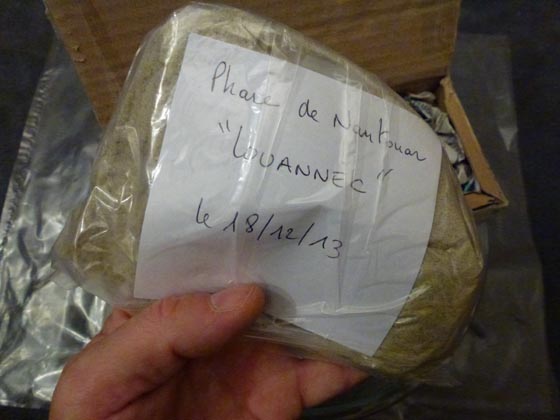 Phare de Nantouar
"LOUANNEC"
le 18/12/13